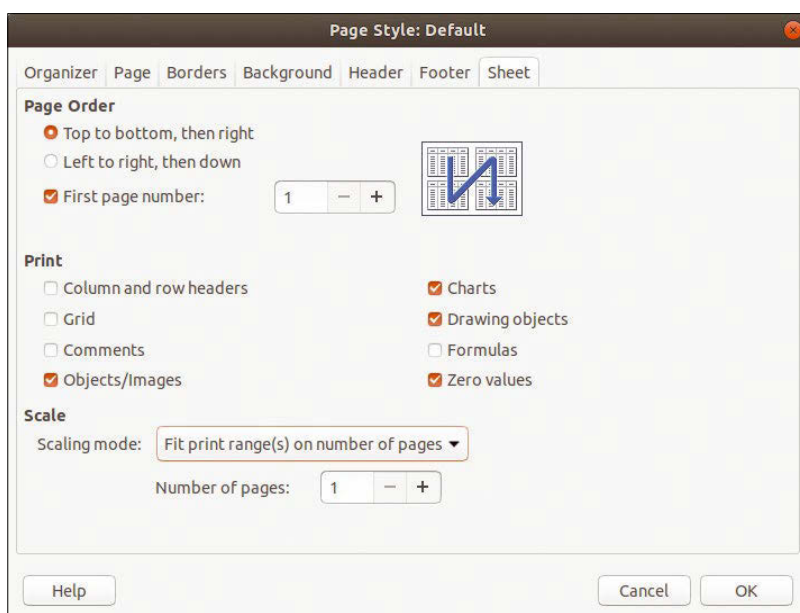 Page Style: Default
Organizer Page Borders Background Header Footer Sheet
Page Order
Top to bottom, then right
Left to right, then down
First page number: 1 − +
Print
Column and row headers
Charts
Grid
Drawing objects
Comments
Formulas
Objects/Images
Zero values
Scale
Scaling mode: Fit print range(s) on number of pages
Number of pages: 1 − +
Help Cancel OK